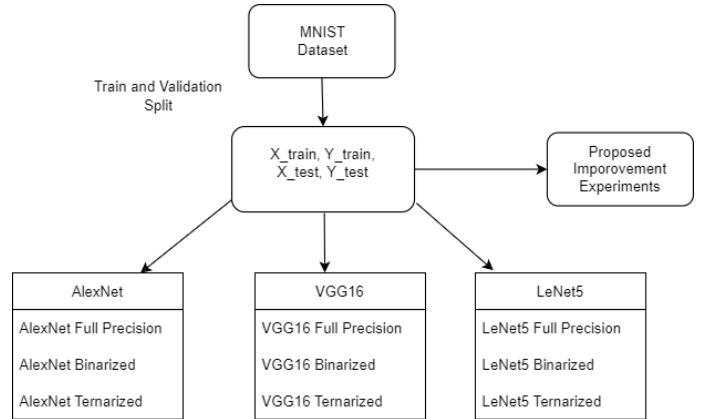 MNIST
Dataset
Train and Validation
Split
X_train, Y_train,
X_test, Y_test
Proposed
Imporovement
Experiments
AlexNet
AlexNet Full Precision
AlexNet Binarized
AlexNet Ternarized
VGG16
VGG16 Full Precision
VGG16 Binarized
VGG16 Ternarized
LeNet5
LeNet5 Full Precision
LeNet5 Binarized
LeNet5 Ternarized